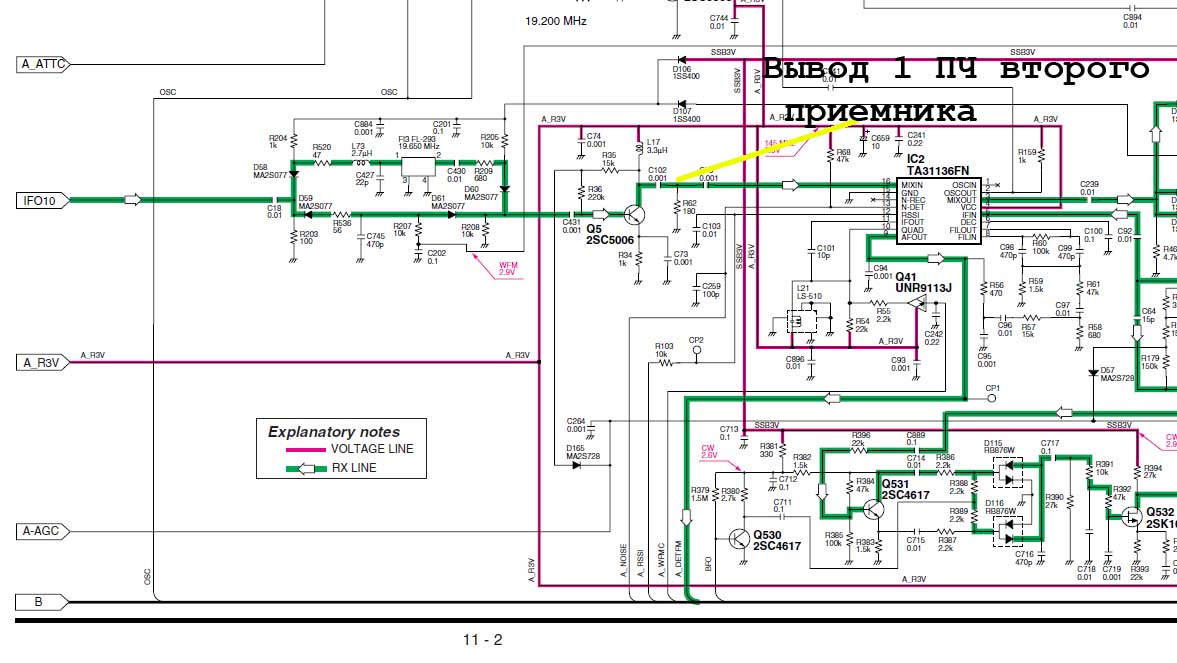 19.200 MHz
C744
0.01
C894
0.01
A_ATTC
SSB3V
SSB3V
D106
1SS400
Вывод 1 ПЧ второго
приемника
OSC
OSC
SSB3V
A_R3V
D107
1SS400
A_R3V
R204
1k
C884
0.001
C201
0.1
R205
10k
R520
47
L73
2.7μH
FI3 FL-293
19.650 MHz
C74
0.001
L17
3.3μH
R68
47k
C659
10
C241
0.22
R159
1k
D58
MA2S077
C427
22p
C430
0.01
R209
680
R15
35k
C102
0.001
IC2
TA31136FN
IFO10
C18
0.01
D59
MA2S077
D61
MA2S077
D60
MA2S077
R36
220k
R62
180
MIXIN
GND
N-REC
N-DET
RSSI
IFOUT
QUAD
AFOUT
OSCIN
OSCOUT
MIXOUT
VCC
IFIN
DEC
FILOUT
FILIN
C239
0.01
R203
100
R536
56
C745
470p
R207
10k
R208
10k
C202
0.1
C431
0.001
Q5
2SC5006
C103
0.01
C101
10p
C98
470p
R60
100k
C99
470p
C100
0.1
C92
0.01
WFM
2.9V
R34
1k
C73
0.001
C259
100p
C94
0.001
Q41
UNR9113J
R56
470
R59
1.5k
R61
47k
L21
LS-510
R55
2.2k
R54
22k
C242
0.22
C96
0.01
R57
15k
C97
0.01
R58
680
C64
15p
A_R3V
A_R3V
A_R3V
R103
10k
CP2
C896
0.01
A_R3V
C93
0.001
C95
0.001
D57
MA2S728
R179
150k
CP1
Explanatory notes
VOLTAGE LINE
RX LINE
C264
0.001
D165
MA2S728
C713
0.1
SSB3V
SSB3V
CW
2.6V
R381
330
R382
1.5k
R396
22k
C889
0.1
C714
0.01
R386
2.2k
D115
RB876W
C717
0.1
R391
10k
R394
27k
R379
1.5M
R380
2.7k
C712
0.1
C711
0.1
R384
47k
Q531
2SC4617
R388
2.2k
R389
2.2k
D116
RB876W
R390
27k
R392
47k
Q532
A-AGC
Q530
2SC4617
R385
100k
R383
1.5k
C715
0.01
R387
2.2k
C716
470p
C718
0.01
C719
0.001
R393
22k
OSC
A_R3V
A_NOISE
A_RSSI
A_WFMC
A_DETFM
BFO
A_R3V
B
11 - 2